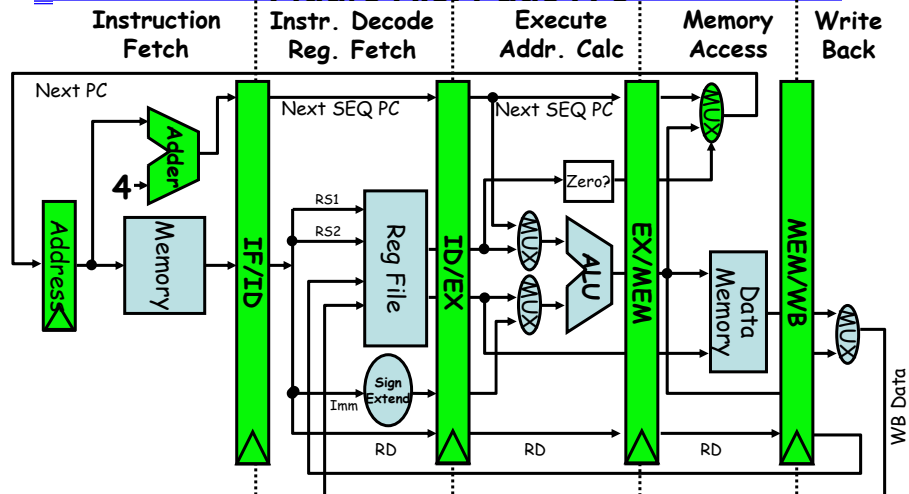 Instruction
Fetch
Instr. Decode
Reg. Fetch
Execute
Addr. Calc
Memory
Access
Write
Back
Next PC
Next SEQ PC
Next SEQ PC
MUX
Adder
4
Zero?
RS1
RS2
Address
Memory
IF/ID
Reg File
ID/EX
MUX
MUX
ALU
EX/MEM
Data
Memory
MEM/WB
MUX
Sign
Extend
Imm
RD
RD
RD
WB Data